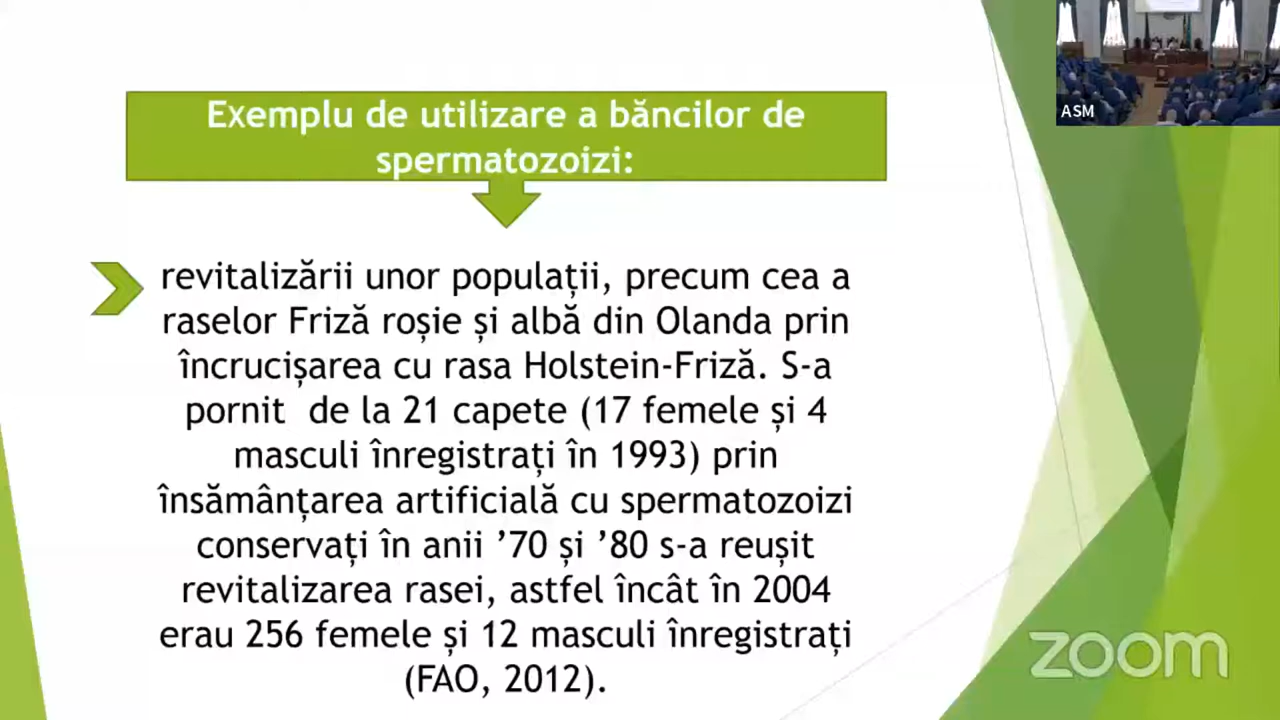 Exemplu de utilizare a băncilor de
spermatozoizi:
revitalizării unor populații, precum cea a
raselor Friză roșie și albă din Olanda prin
încrucișarea cu rasa Holstein-Friză. S-a
pornit de la 21 capete (17 femele și 4
masculi înregistrați în 1993) prin
însămânțarea artificială cu spermatozoizi
conservați în anii ’70 și ’80 s-a reușit
revitalizarea rasei, astfel încât în 2004
erau 256 femele și 12 masculi înregistrați
(FAO, 2012).
ASM
zoom